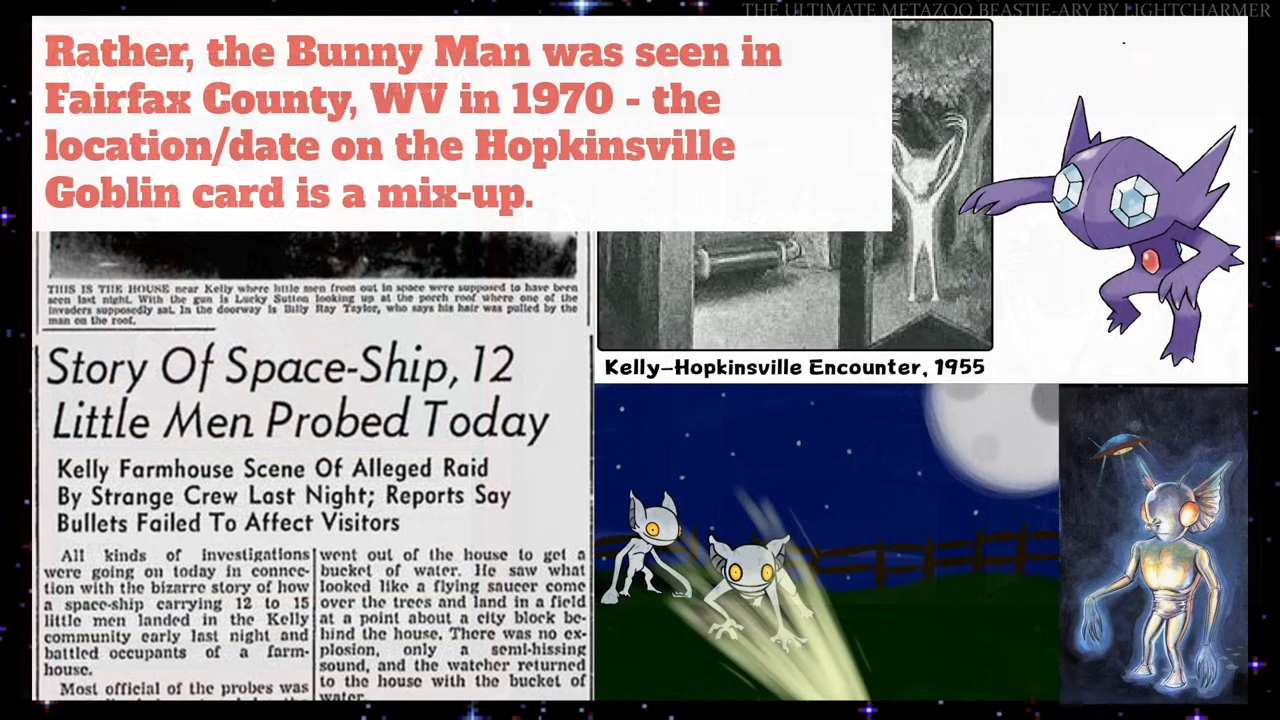 THE ULTIMATE METAZOO BEASTIE-ARY BY LIGHTCHARMER
Rather, the Bunny Man was seen in
Fairfax County, WV in 1970 - the
location/date on the Hopkinsville
Goblin card is a mix-up.
THIS IS THE HOUSE near Kelly where little men from out in space were supposed to have been
seen last night. With the gun is Lucky Sutton looking up at the porch roof where one of the
invaders supposedly sat. In the doorway is Billy Ray Taylor, who says his hair was pulled by the
man on the roof.
Story Of Space-Ship, 12
Little Men Probed Today
Kelly Farmhouse Scene Of Alleged Raid
By Strange Crew Last Night; Reports Say
Bullets Failed To Affect Visitors
All kinds of investigations
were going on today in connec-
tion with the bizarre story of how
a space-ship carrying 12 to 15
little men landed in the Kelly
community early last night and
battled occupants of a farm-
house.
Most official of the probes was
went out of the house to get a
bucket of water. He saw what
looked like a flying saucer come
over the trees and land in a field
at a point about a city block be-
hind the house. There was no ex-
plosion, only a semi-hissing
sound, and the watcher returned
to the house with the bucket of
water.
Kelly-Hopkinsville Encounter, 1955